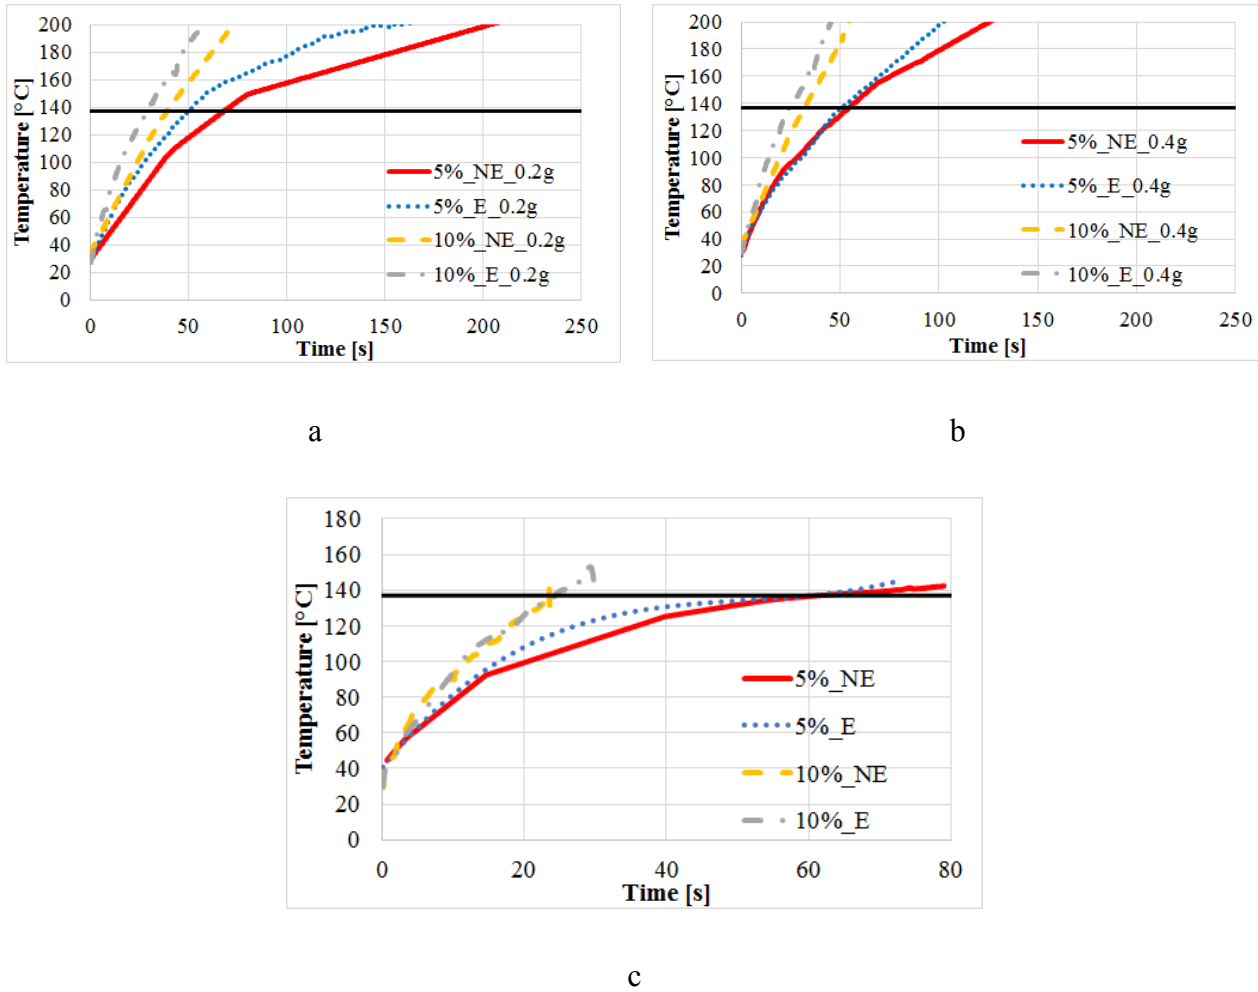 200
180
160
140
120
100
80
60
40
20
0
Temperature [°C]
5%_NE_0.2g
5%_E_0.2g
10%_NE_0.2g
10%_E_0.2g
0 50 100 150 200 250
Time [s]
a
200
180
160
140
120
100
80
60
40
20
0
Temperature [°C]
5%_NE_0.4g
5%_E_0.4g
10%_NE_0.4g
10%_E_0.4g
0 50 100 150 200 250
Time [s]
b
180
160
140
120
100
80
60
40
20
0
Temperature [°C]
5%_NE
5%_E
10%_NE
10%_E
0 20 40 60 80
Time [s]
c